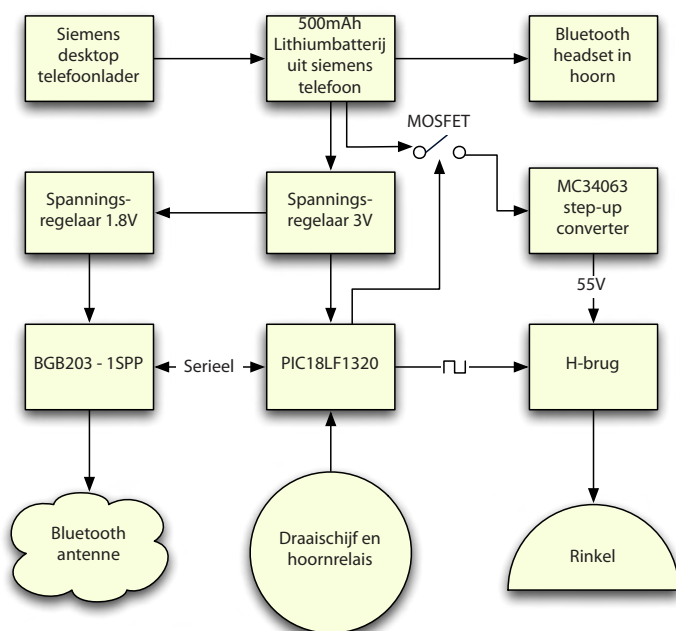 Siemens
desktop
telefoonlader
500mAh
Lithiumbatterij
uit siemens
telefoon
Bluetooth
headset in
hoorn
MOSFET
Spannings-
regelaar 1.8V
Spannings-
regelaar 3V
MC34063
step-up
converter
55V
BGB203 - 1SPP
Serieel
PIC18LF1320
H-brug
Bluetooth
antenne
Draaischijf en
hoornrelais
Rinkel